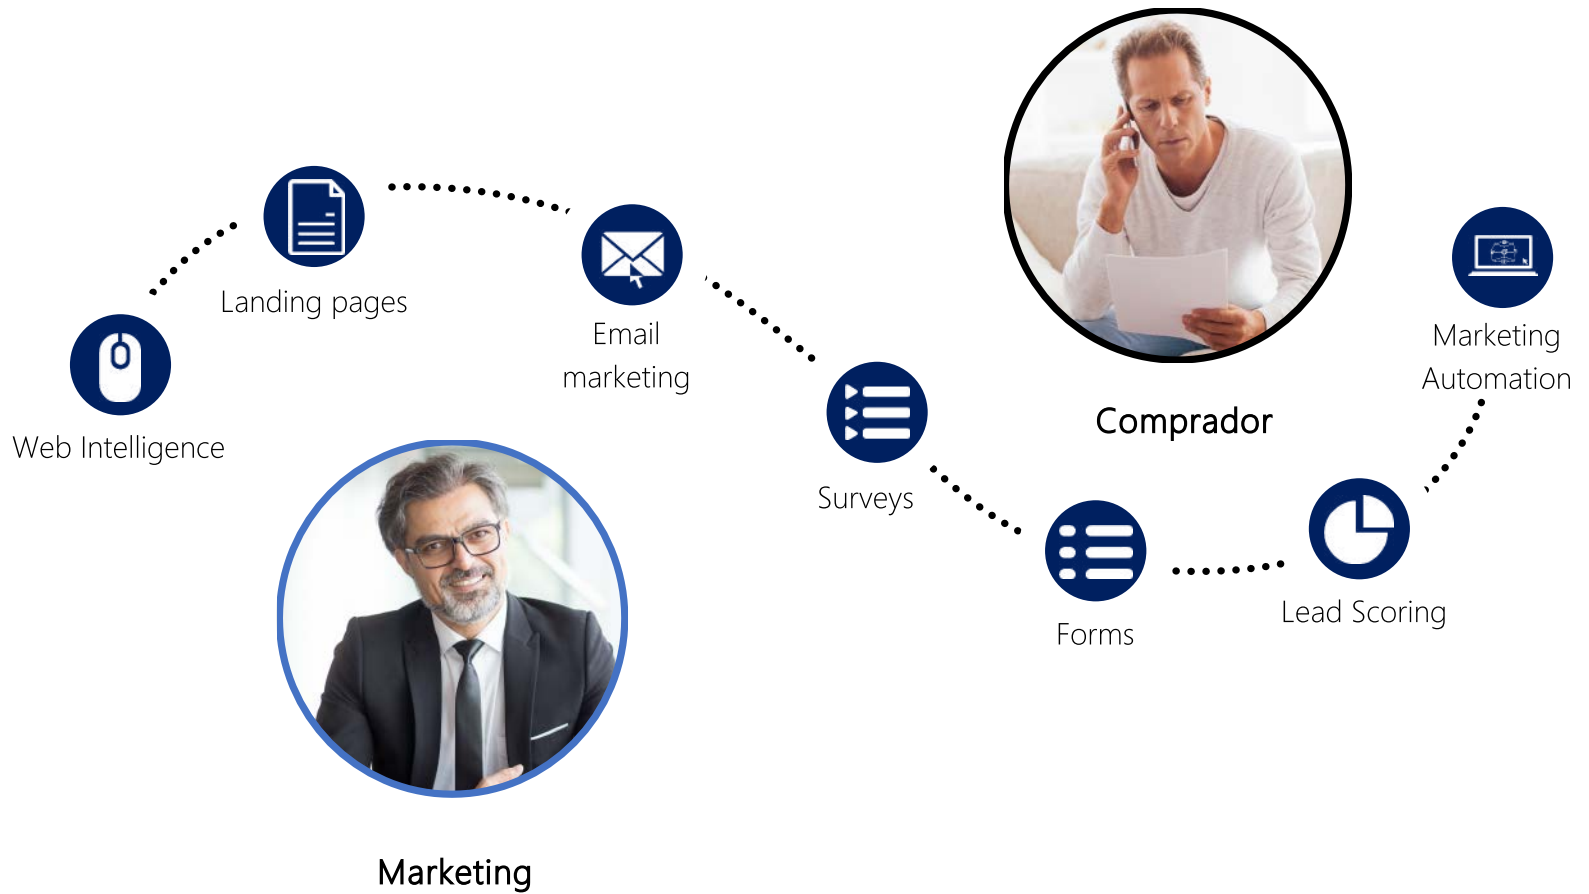 Landing pages
Email
marketing
Marketing
Automation
Comprador
Web Intelligence
Surveys
Lead Scoring
Forms
Marketing